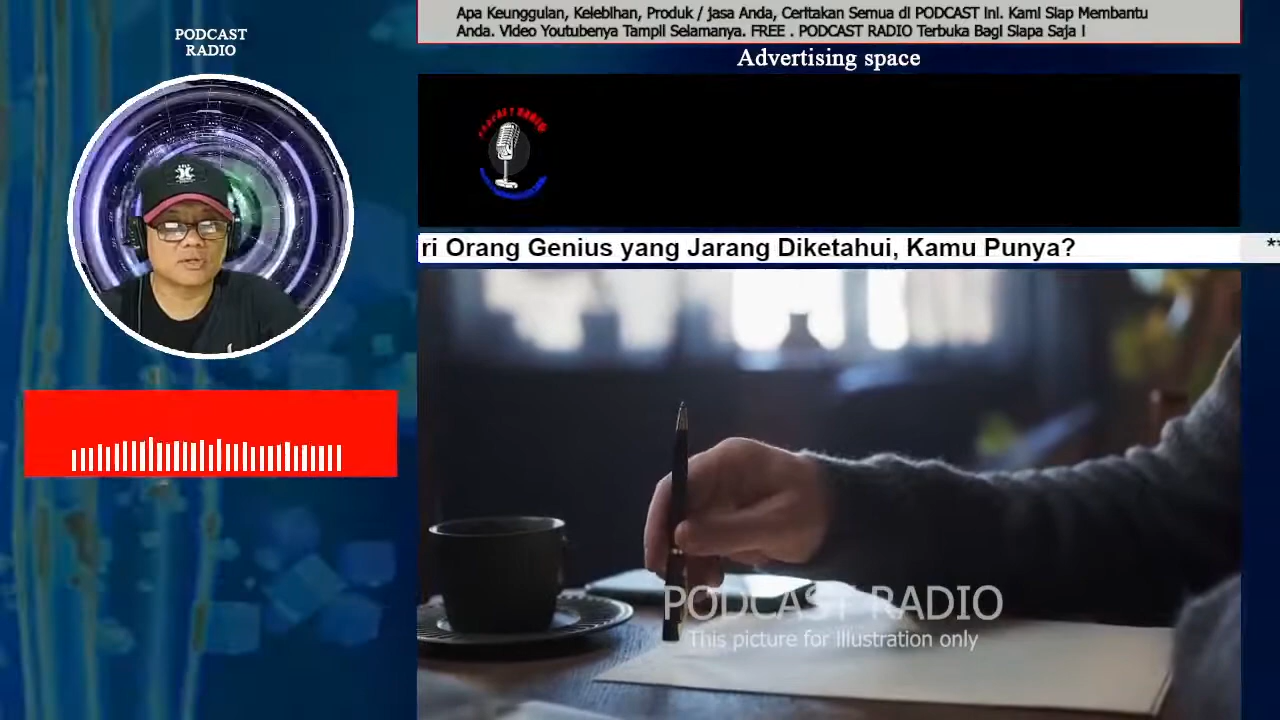 PODCAST
RADIO
Apa Keunggulan, Kelebihan, Produk / jasa Anda, Ceritakan Semua di PODCAST ini. Kami Siap Membantu
Anda. Video Youtubenya Tampil Selamanya. FREE . PODCAST RADIO Terbuka Bagi Siapa Saja !
Advertising space
PODCAST RADIO
ri Orang Genius yang Jarang Diketahui, Kamu Punya? **
PODCAST RADIO
This picture for Illustration only